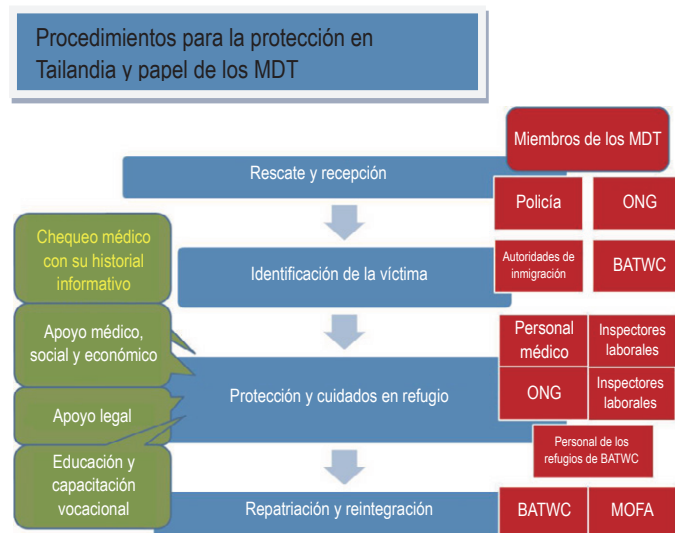 Procedimientos para la protección en
Tailandia y papel de los MDT
Miembros de los MDT
Rescate y recepción
Policía
ONG
Chequeo médico
con su historial
informativo
Identificación de la víctima
Autoridades de
inmigración
BATWC
Apoyo médico,
social y económico
Personal
médico
Inspectores
laborales
Protección y cuidados en refugio
ONG
Inspectores
laborales
Apoyo legal
Personal de los
refugios de BATWC
Educación y
capacitación
vocacional
Repatriación y reintegración
BATWC
MOFA